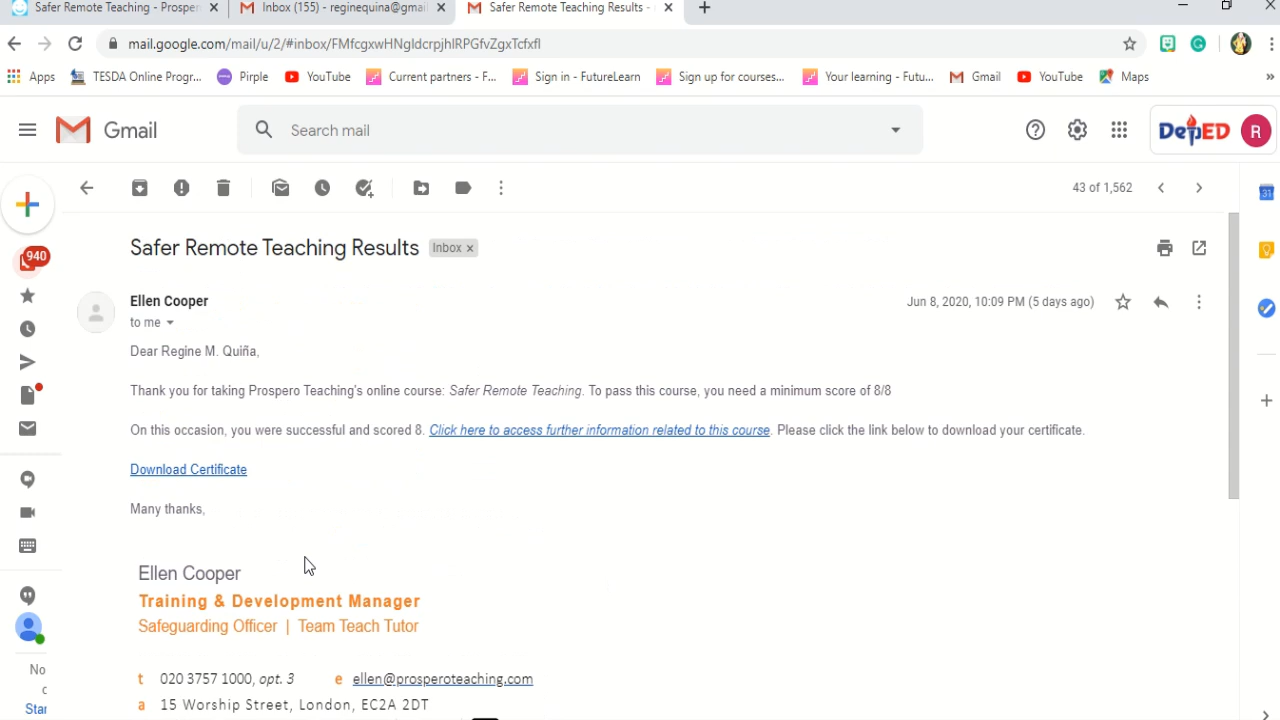 Safer Remote Teaching - Prosper
Inbox (155) - reginequina@gmai
Safer Remote Teaching Results -
mail.google.com/mail/u/2/#inbox/
Apps
TESDA Online Progr...
Pirple
YouTube
Current partners - F...
Sign in - FutureLearn
Sign up for courses...
Your learning - Futu...
Gmail
YouTube
Maps
»
Gmail
Search mail
DepED
R
43 of 1,562
31
940
Safer Remote Teaching Results
Inbox x
Ellen Cooper
Jun 8, 2020, 10:09 PM (5 days ago)
to me
Dear Regine M. Quiña,
Thank you for taking Prospero Teaching's online course: Safer Remote Teaching. To pass this course, you need a minimum score of 8/8
On this occasion, you were successful and scored 8. Click here to access further information related to this course. Please click the link below to download your certificate.
Download Certificate
Many thanks,
Ellen Cooper
Training & Development Manager
Safeguarding Officer | Team Teach Tutor
t 020 3757 1000, opt. 3 e ellen@prosperoteaching.com
a 15 Worship Street, London, EC2A 2DT
No
c
Star